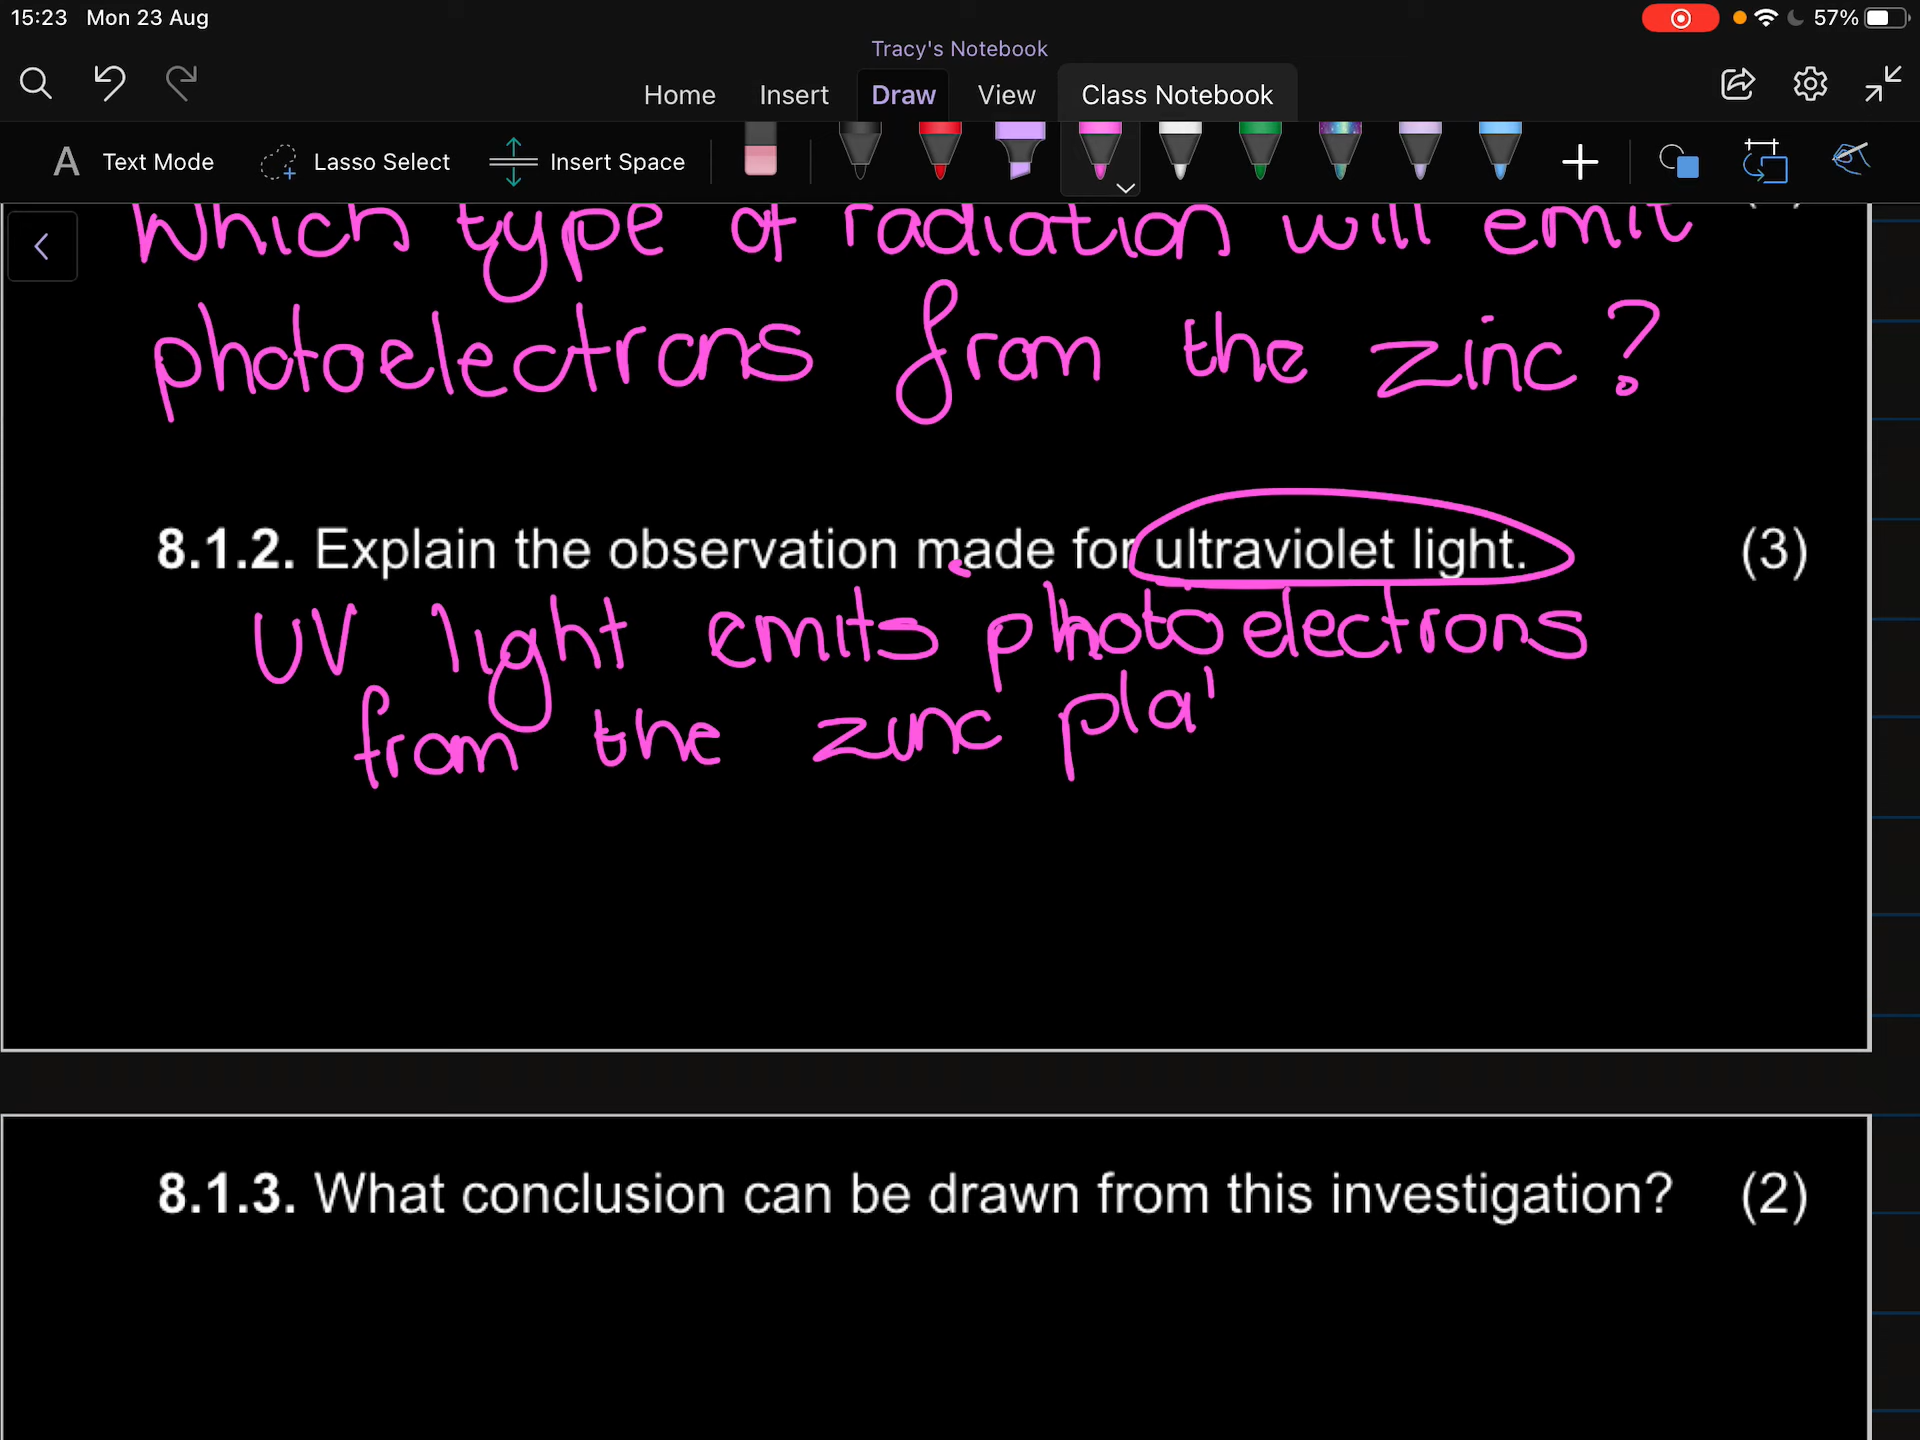 15:23 Mon 23 Aug
57%
Tracy's Notebook
Home Insert Draw View Class Notebook
A Text Mode Lasso Select Insert Space
Which type of radiation will emit
photoelectrons from the zinc?
8.1.2. Explain the observation made for ultraviolet light. (3)
UV light emits photoelectrons
from the zinc pla
8.1.3. What conclusion can be drawn from this investigation? (2)